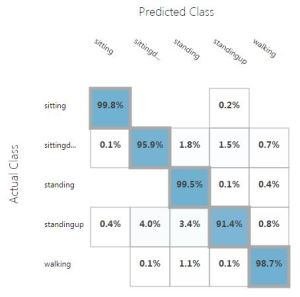 Predicted Class
sitting
sittingd...
standing
standingup
walking
Actual Class
sitting 99.8% 0.2%
sittingd... 0.1% 95.9% 1.8% 1.5% 0.7%
standing 99.5% 0.1% 0.4%
standingup 0.4% 4.0% 3.4% 91.4% 0.8%
walking 0.1% 1.1% 0.1% 98.7%